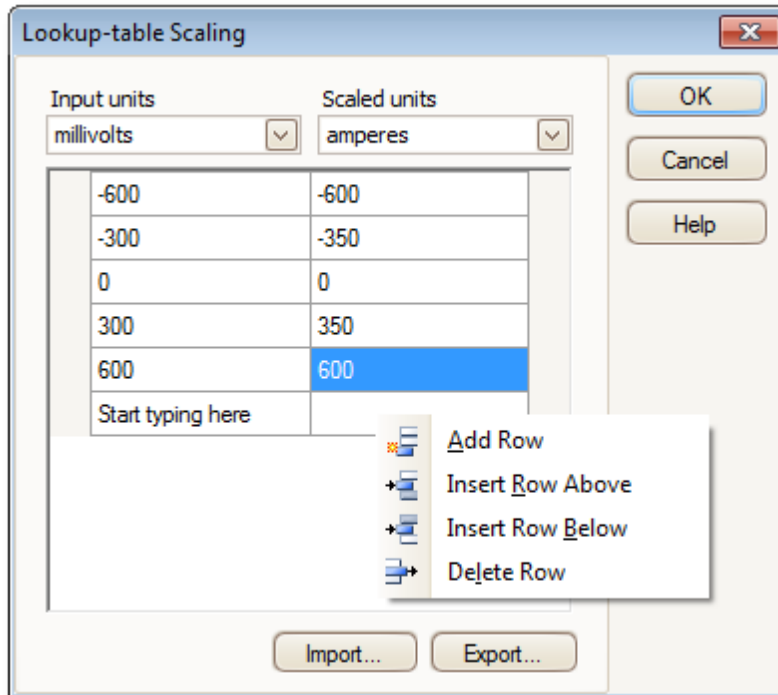 Lookup-table Scaling
Input units Scaled units
millivolts amperes
-600 -600
-300 -350
0 0
300 350
600 600
Start typing here
Add Row
Insert Row Above
Insert Row Below
Delete Row
Import... Export...
OK
Cancel
Help